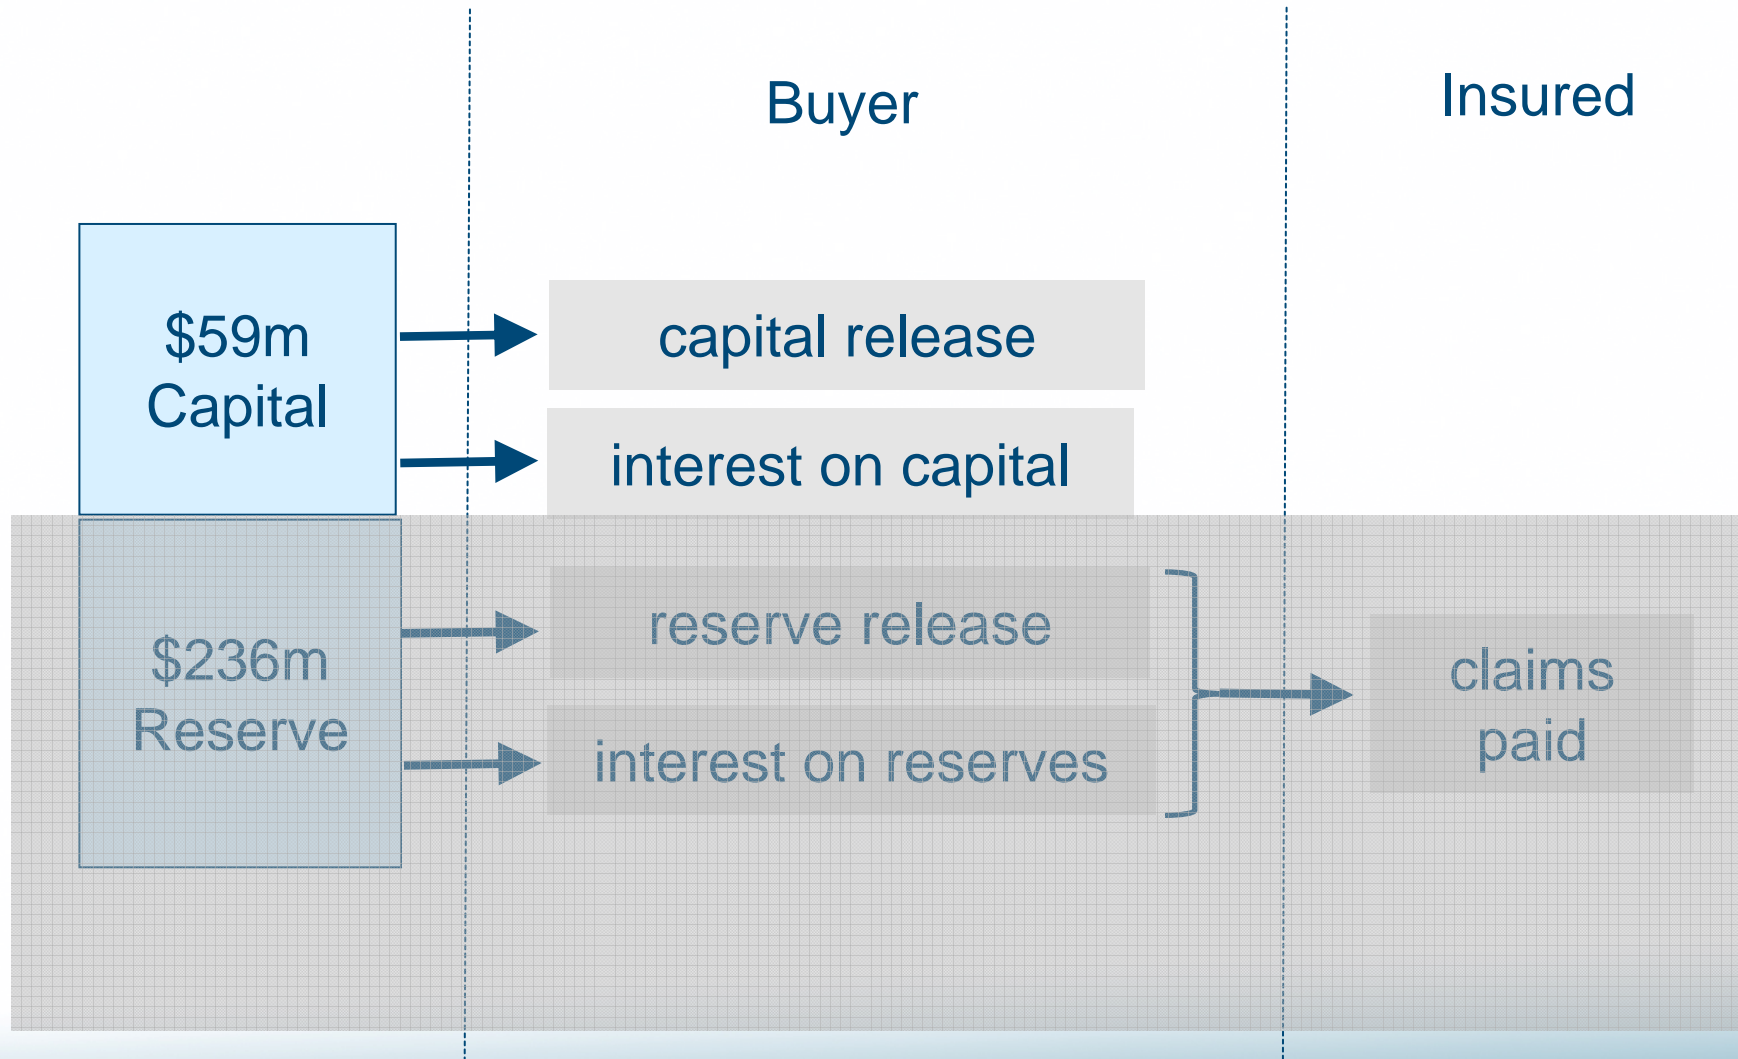 Buyer
Insured
$59m
Capital
capital release
interest on capital
$236m
Reserve
reserve release
interest on reserves
claims
paid